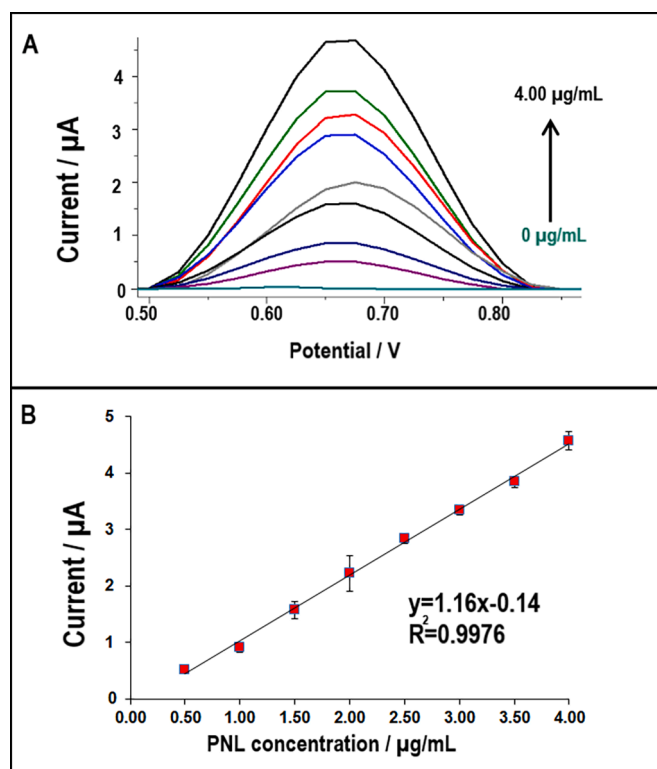 A
Current / µA
4
3
2
1
0
4.00 µg/mL
0 µg/mL
0.50 0.60 0.70 0.80
Potential / V
B
Current / µA
5
4
3
2
1
0
y=1.16x-0.14
R²=0.9976
0.00 0.50 1.00 1.50 2.00 2.50 3.00 3.50 4.00
PNL concentration / µg/mL